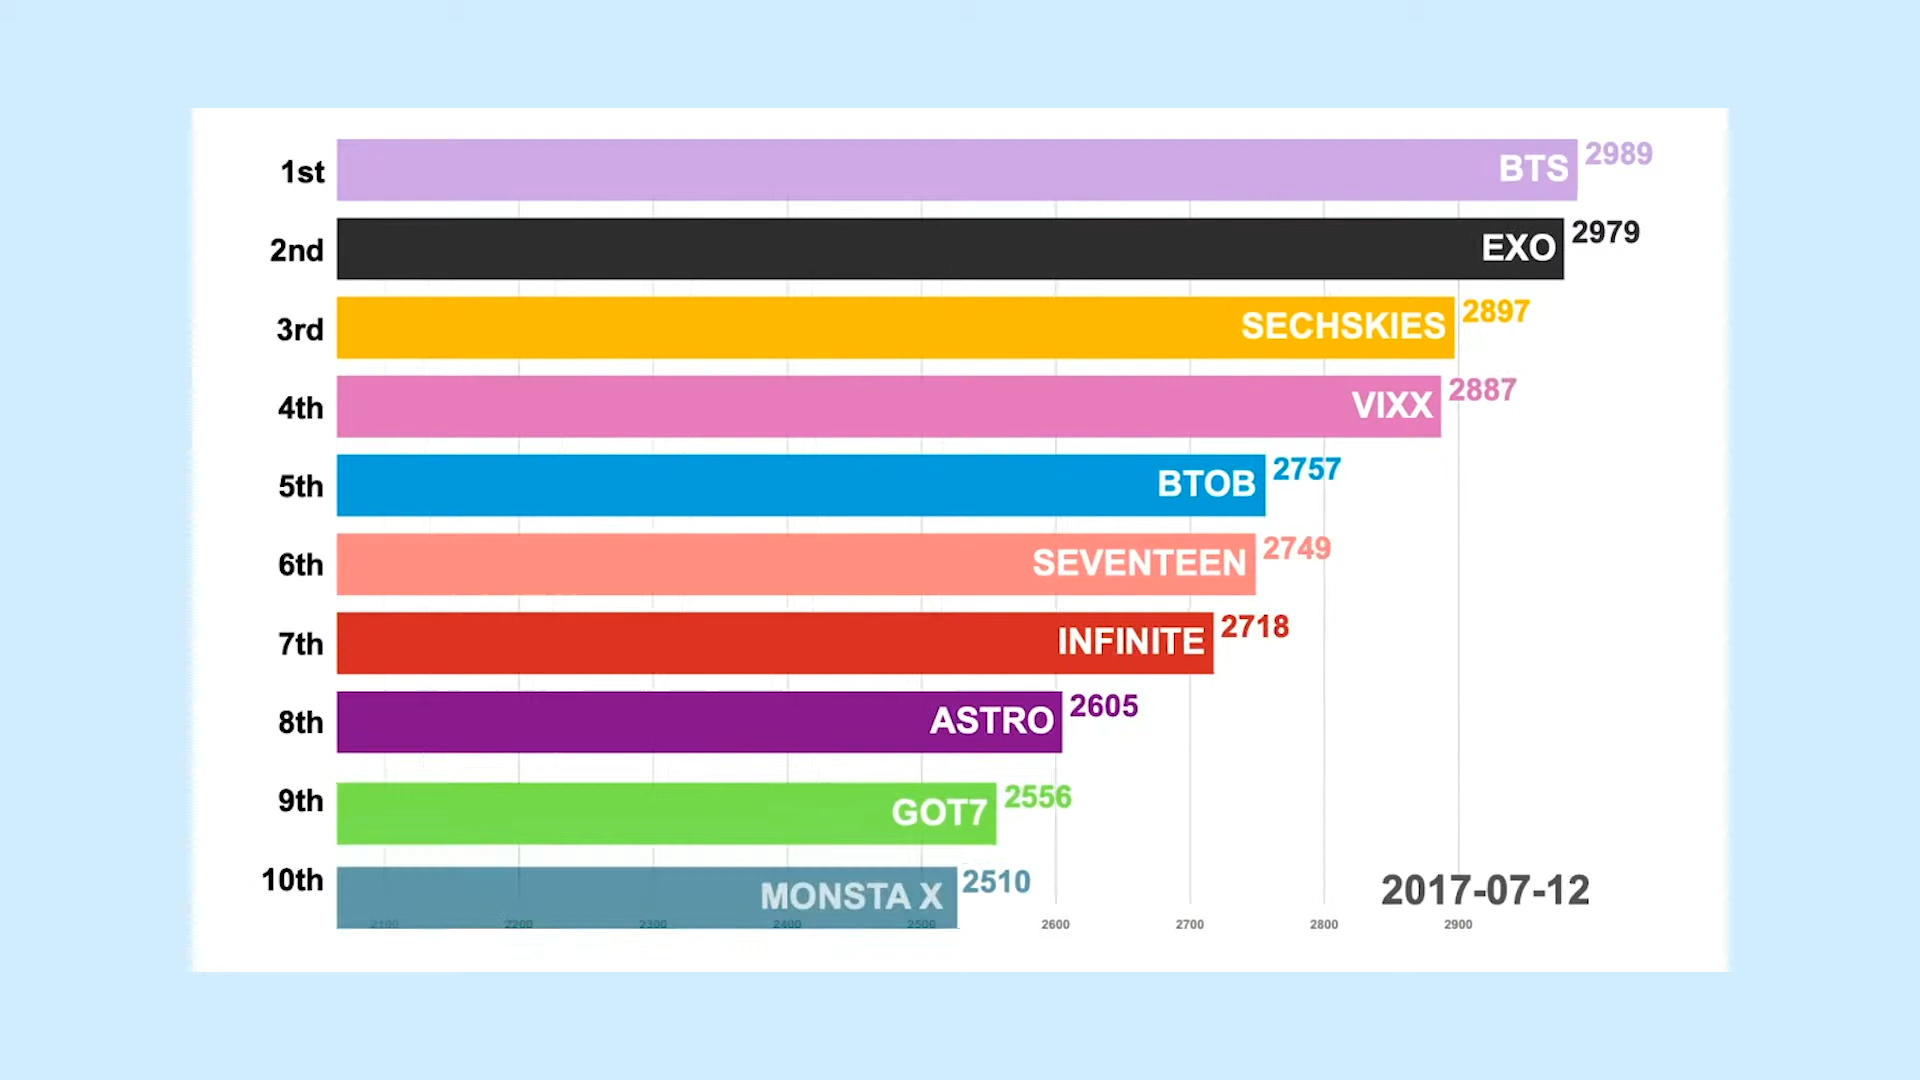 1st BTS 2989
2nd EXO 2979
3rd SECHSKIES 2897
4th VIXX 2887
5th BTOB 2757
6th SEVENTEEN 2749
7th INFINITE 2718
8th ASTRO 2605
9th GOT7 2556
10th MONSTA X 2510
2017-07-12
2100 2200 2300 2400 2500 2600 2700 2800 2900